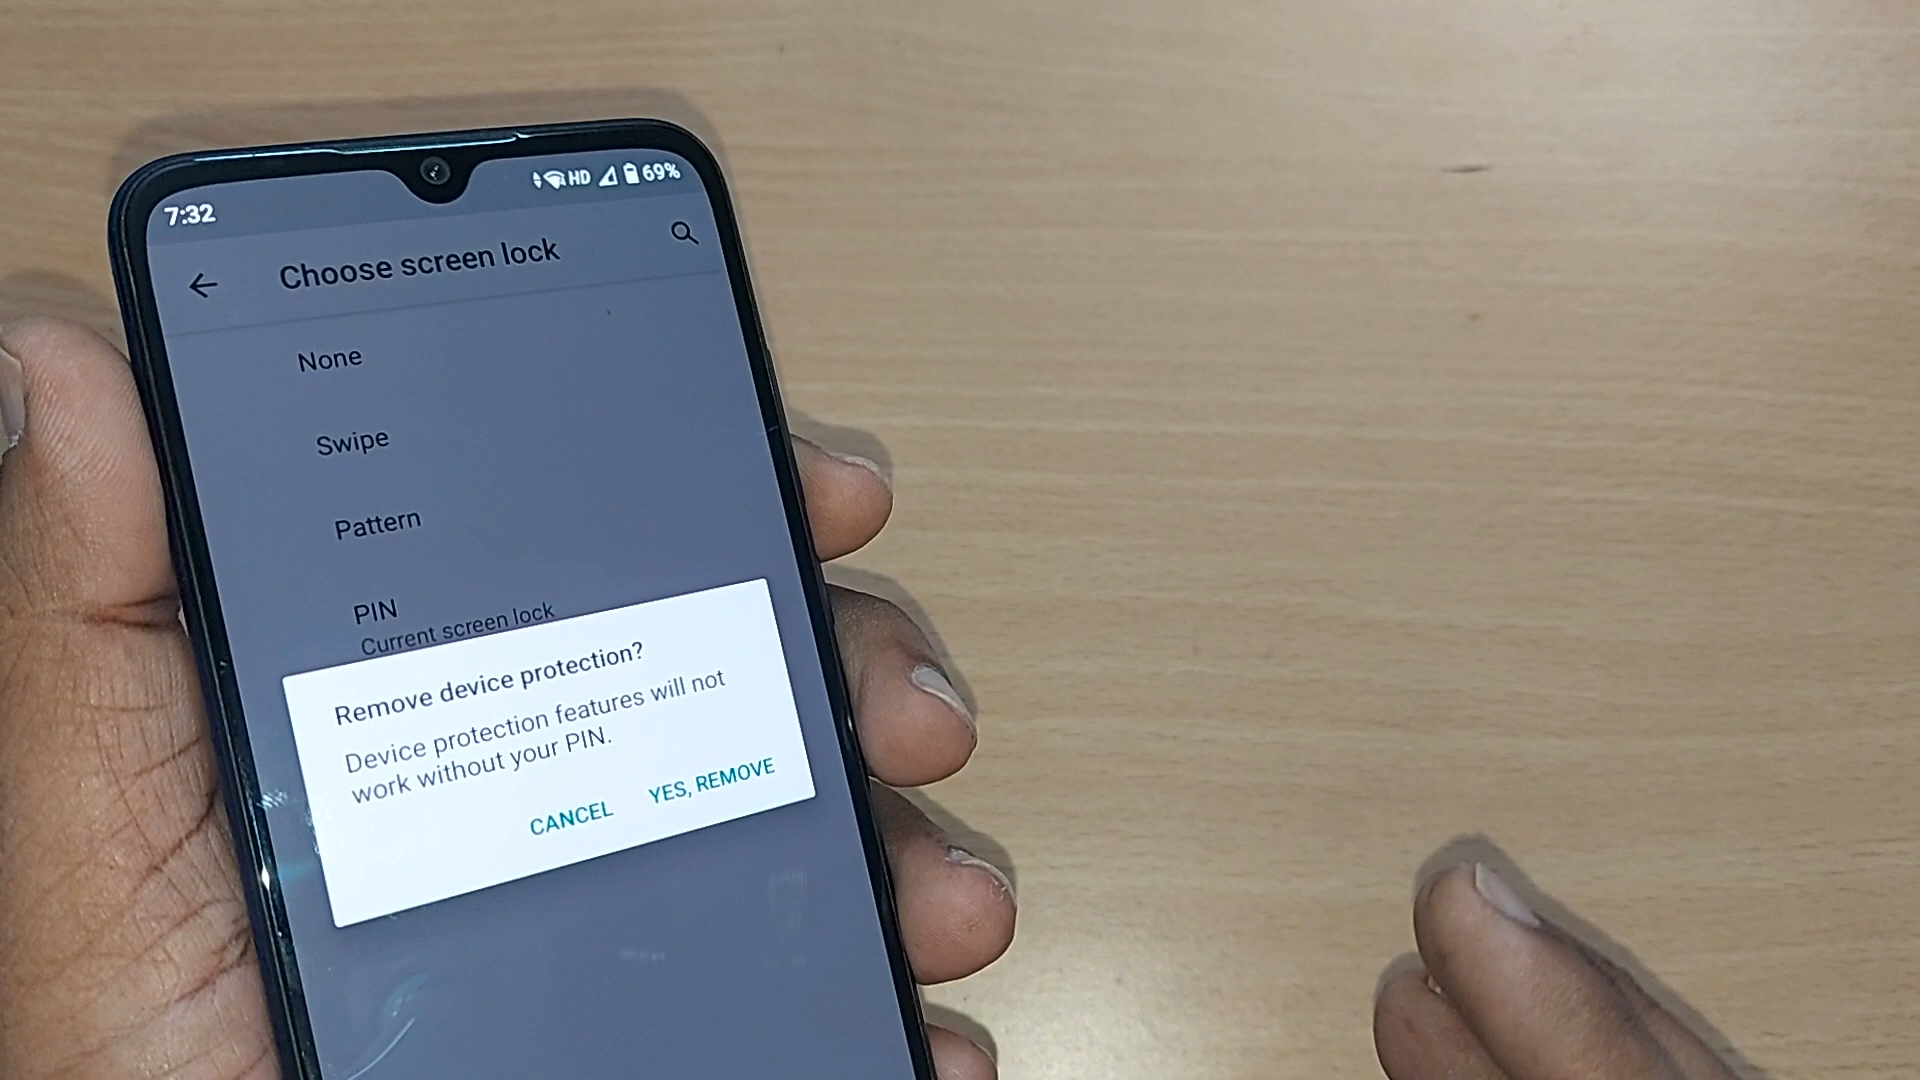 7:32
HD 69%
Choose screen lock
None
Swipe
Pattern
PIN
Current screen lock
Remove device protection?
Device protection features will not
work without your PIN.
CANCEL YES, REMOVE